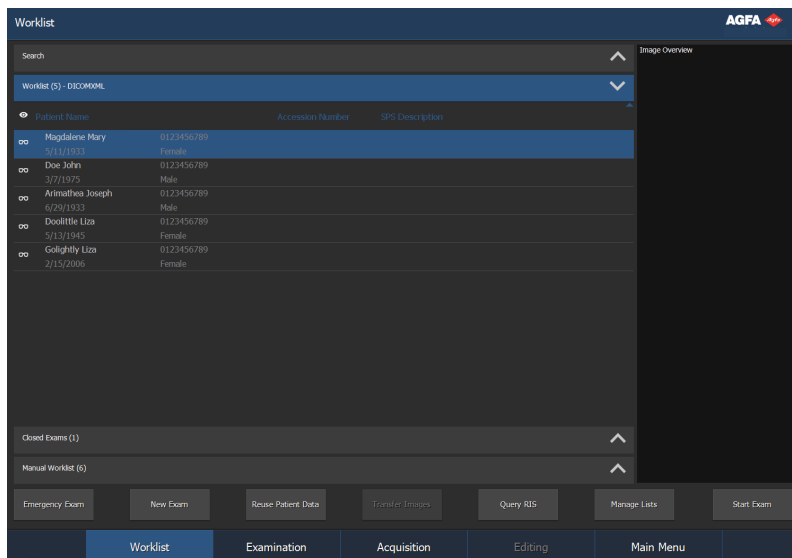 Worklist
AGFA Agfa
Search
Image Overview
Worklist (5) - DICOMXML
Patient Name Accession Number SPS Description
Magdalene Mary 0123456789
5/11/1933 Female
Doe John 0123456789
3/7/1975 Male
Arimathea Joseph 0123456789
6/29/1933 Male
Doolittle Liza 0123456789
5/13/1945 Female
Golightly Liza 0123456789
2/15/2006 Female
Closed Exams (1)
Manual Worklist (6)
Emergency Exam New Exam Reuse Patient Data Transfer Images Query RIS Manage Lists Start Exam
Worklist Examination Acquisition Editing Main Menu